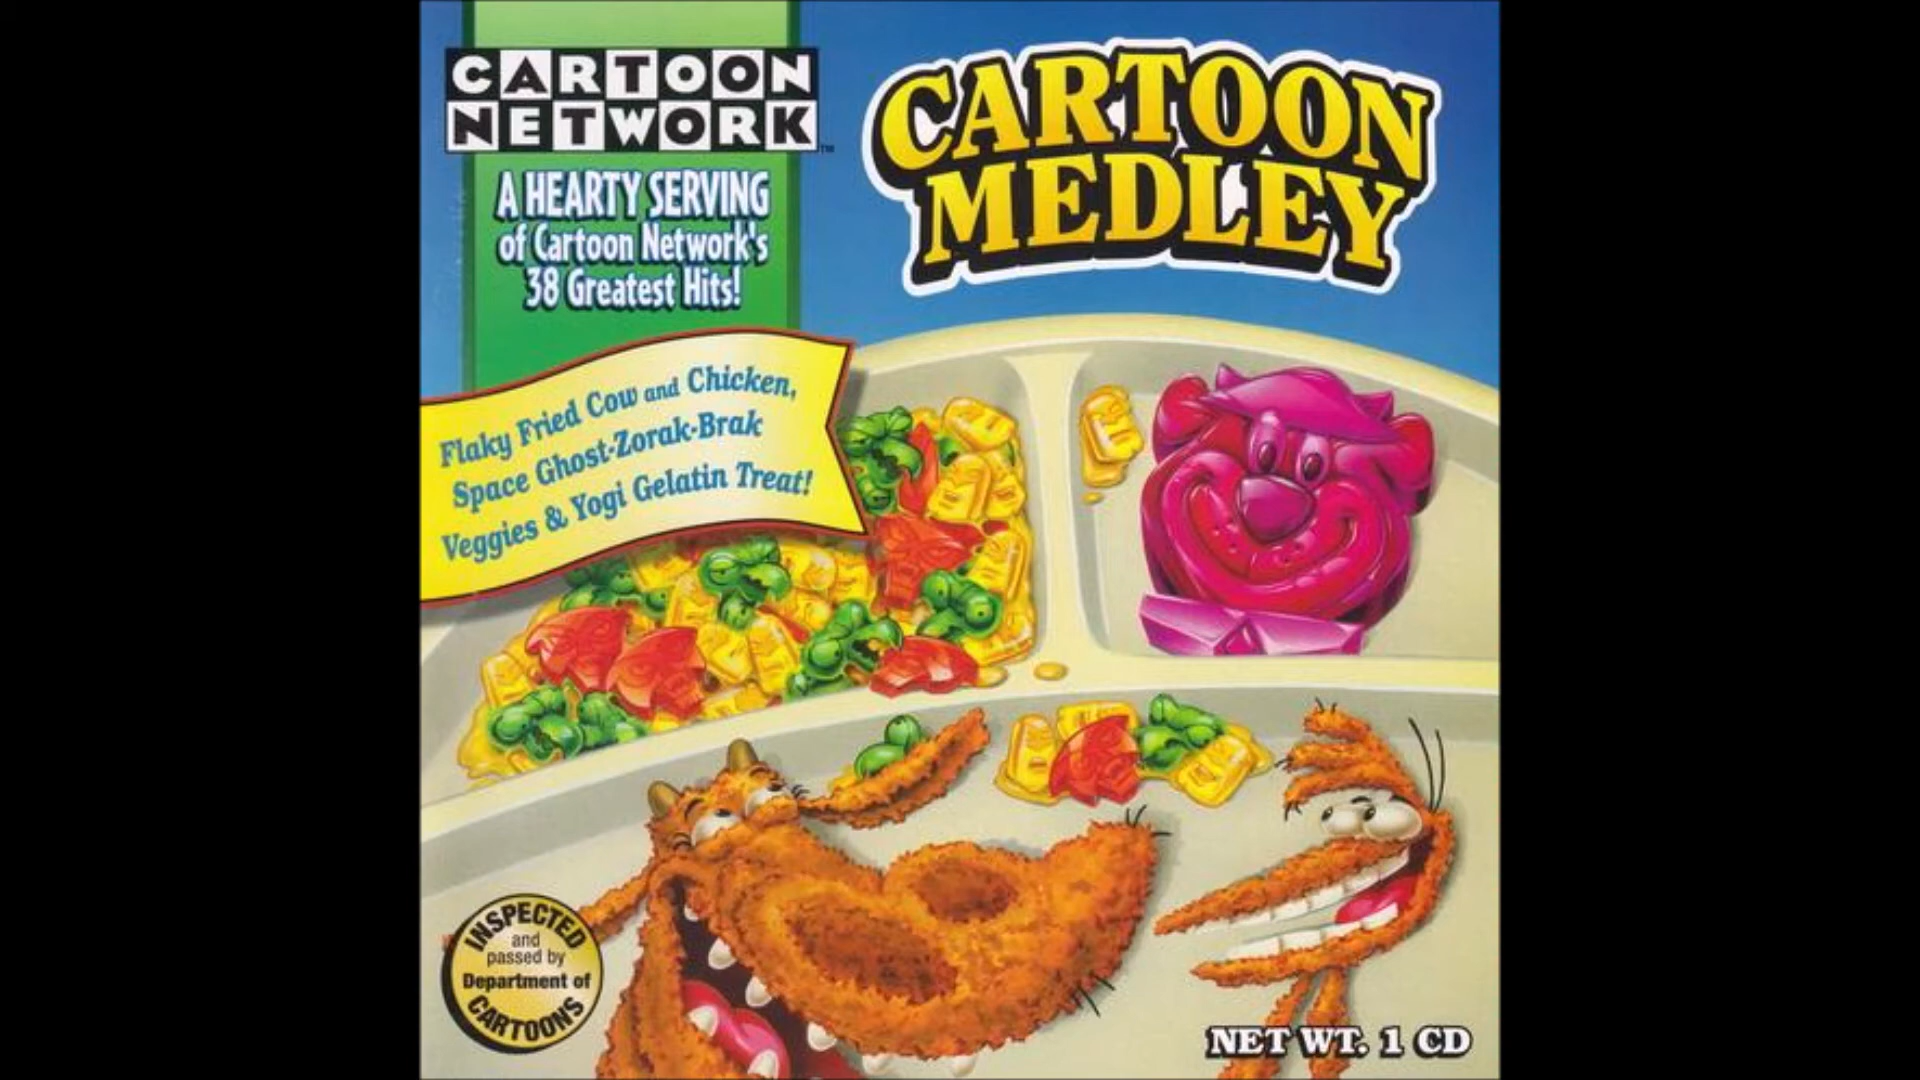 CARTOON
NETWORK™
A HEARTY SERVING
of Cartoon Network's
38 Greatest Hits!
CARTOON
MEDLEY
Flaky Fried Cow and Chicken,
Space Ghost-Zorak-Brak
Veggies & Yogi Gelatin Treat!
INSPECTED
and
passed by
Department of
CARTOONS
NET WT. 1 CD